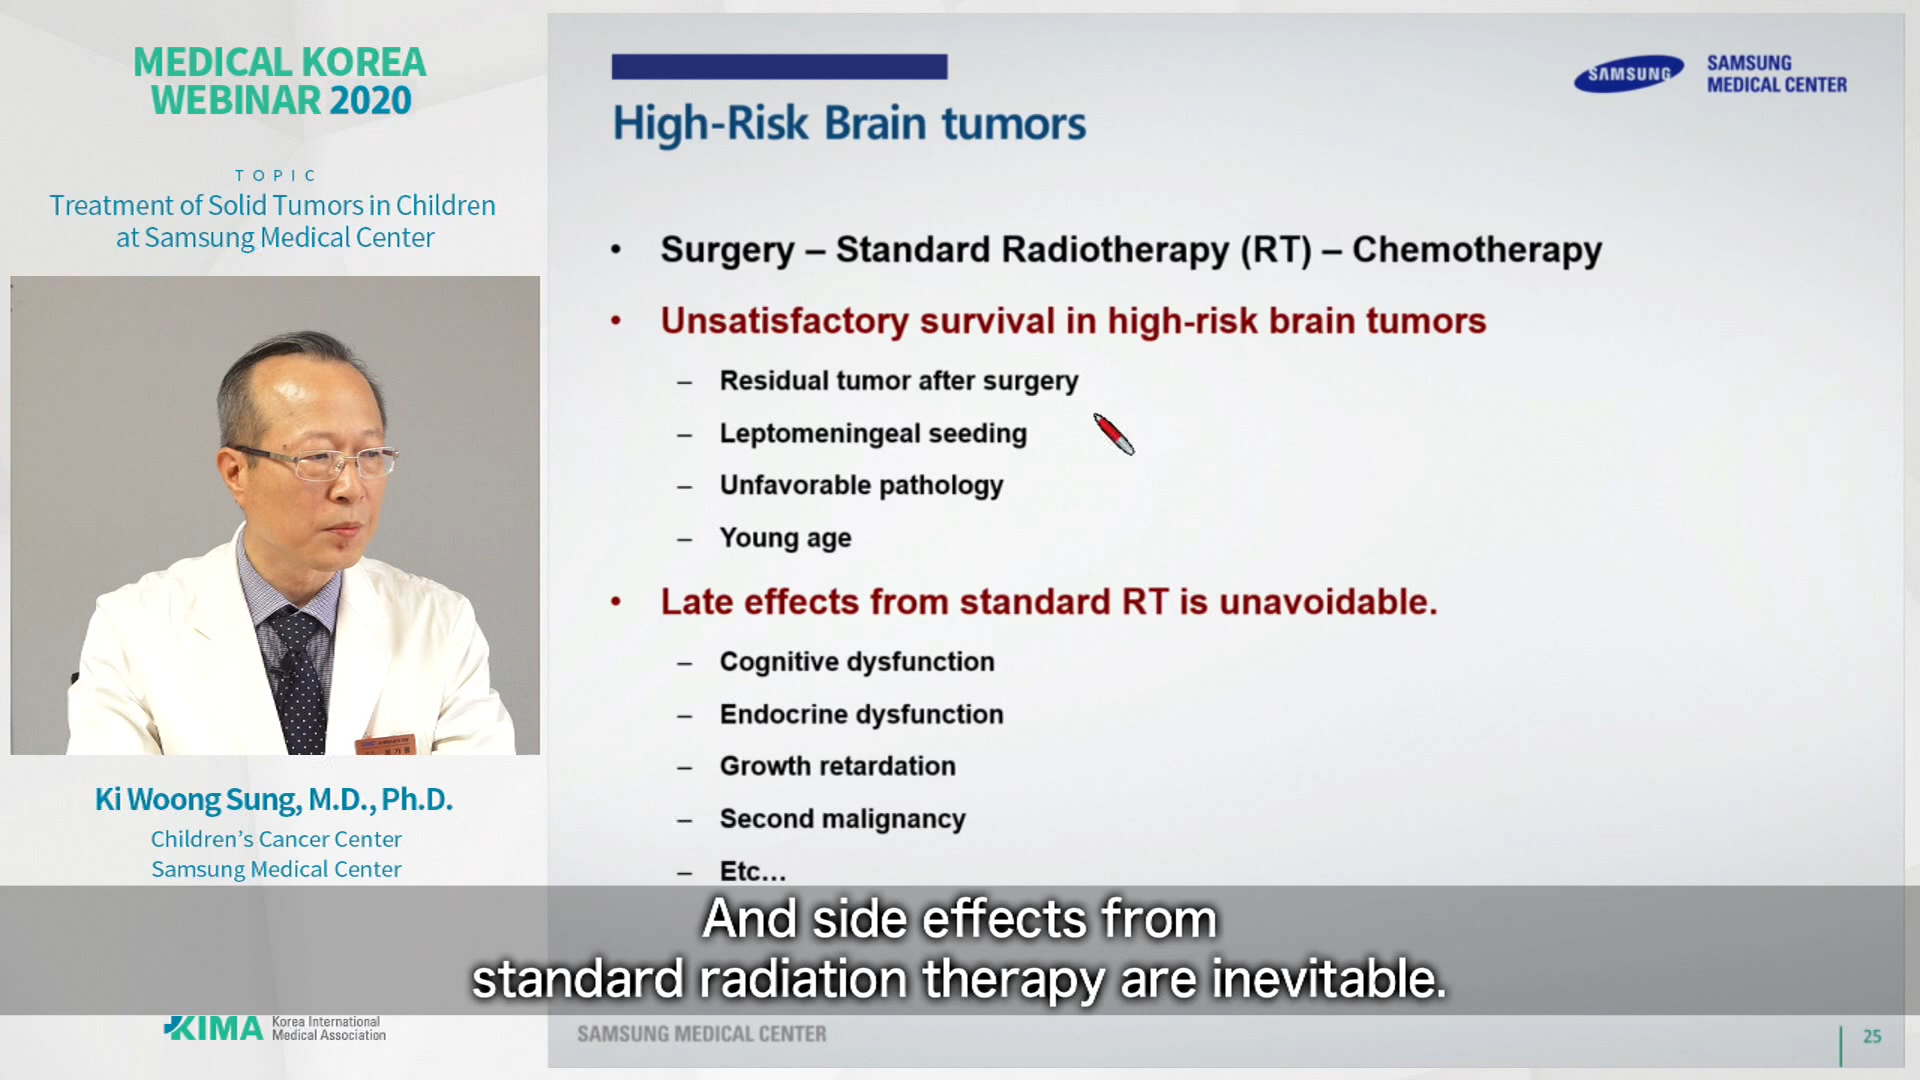 MEDICAL KOREA
WEBINAR 2020
TOPIC
Treatment of Solid Tumors in Children
at Samsung Medical Center
Ki Woong Sung, M.D., Ph.D.
Children's Cancer Center
Samsung Medical Center
KIMA Korea International
Medical Association
SAMSUNG
SAMSUNG
MEDICAL CENTER
High-Risk Brain tumors
• Surgery – Standard Radiotherapy (RT) – Chemotherapy
• Unsatisfactory survival in high-risk brain tumors
– Residual tumor after surgery
– Leptomeningeal seeding
– Unfavorable pathology
– Young age
• Late effects from standard RT is unavoidable.
– Cognitive dysfunction
– Endocrine dysfunction
– Growth retardation
– Second malignancy
– Etc...
And side effects from
standard radiation therapy are inevitable.
SAMSUNG MEDICAL CENTER
25